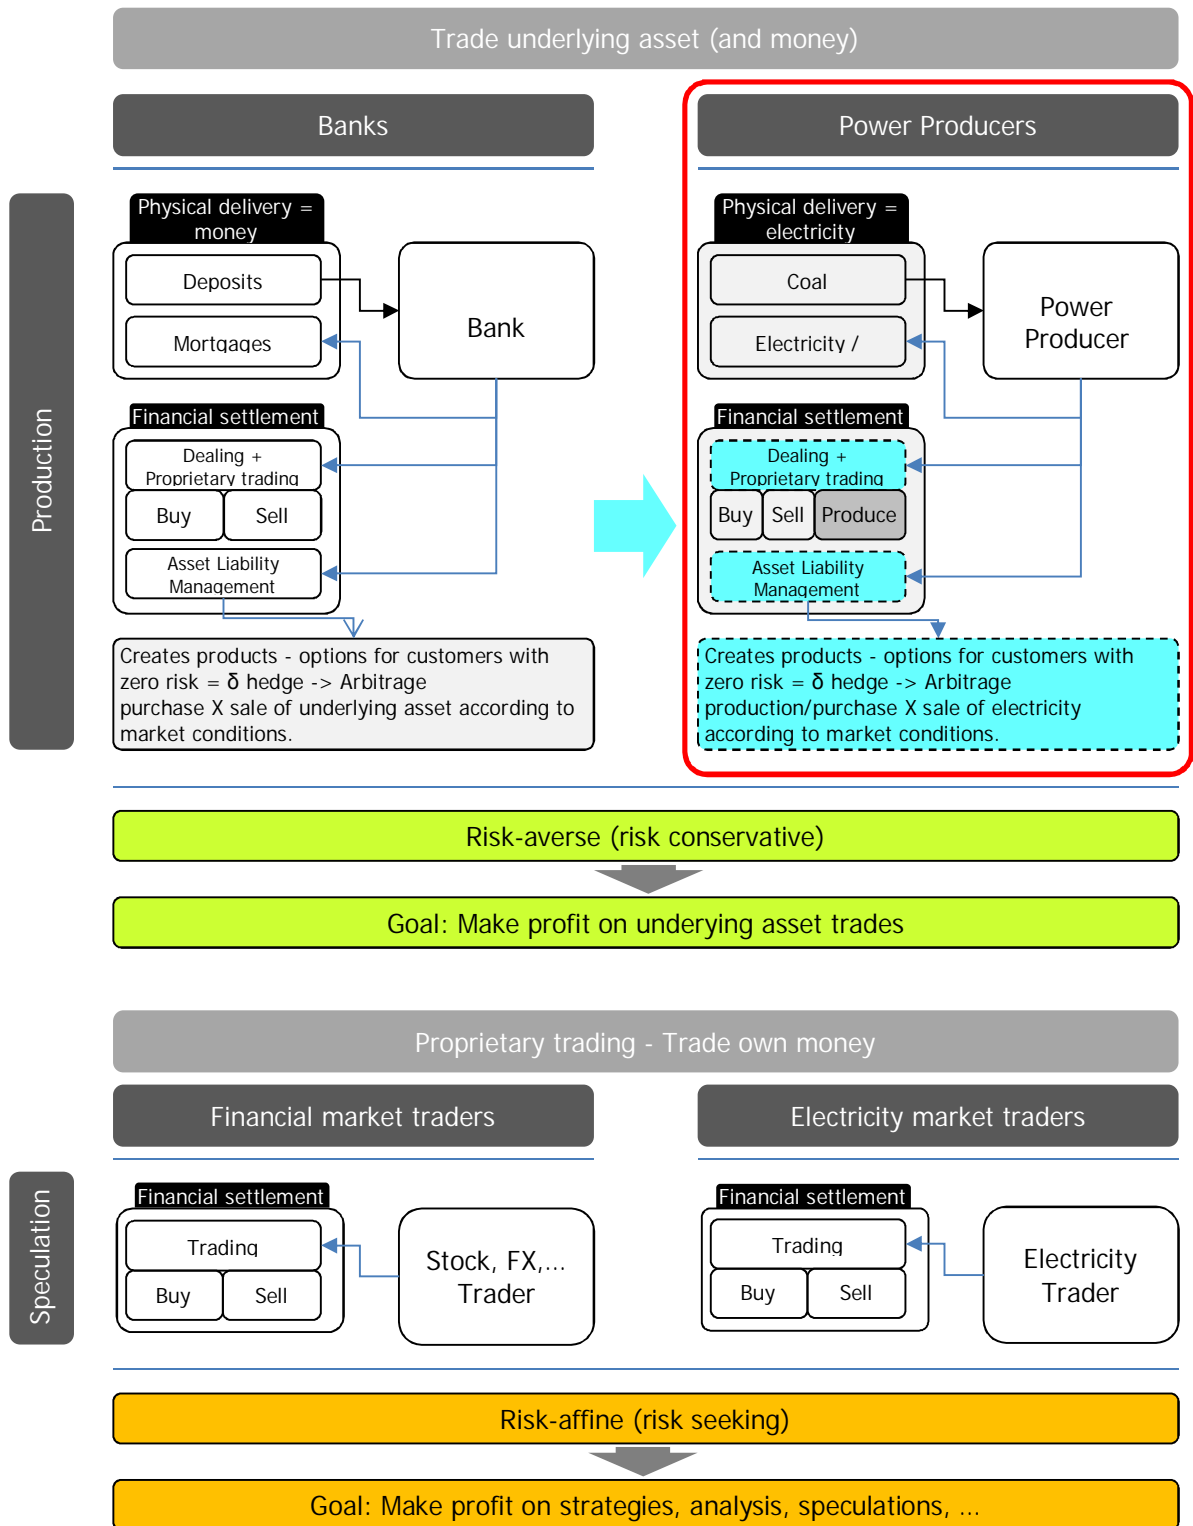 Trade underlying asset (and money)
Banks
Power Producers
Production
Physical delivery =
money
Deposits
Mortgages
Bank
Financial settlement
Dealing +
Proprietary trading
Buy
Sell
Asset Liability
Management
Creates products - options for customers with
zero risk = δ hedge -> Arbitrage
purchase X sale of underlying asset according to
market conditions.
Physical delivery =
electricity
Coal
Electricity /
Power
Producer
Financial settlement
Dealing +
Proprietary trading
Buy
Sell
Produce
Asset Liability
Management
Creates products - options for customers with
zero risk = δ hedge -> Arbitrage
production/purchase X sale of electricity
according to market conditions.
Risk-averse (risk conservative)
Goal: Make profit on underying asset trades
Proprietary trading - Trade own money
Financial market traders
Electricity market traders
Speculation
Financial settlement
Trading
Buy
Sell
Stock, FX,...
Trader
Financial settlement
Trading
Buy
Sell
Electricity
Trader
Risk-affine (risk seeking)
Goal: Make profit on strategies, analysis, speculations, ...